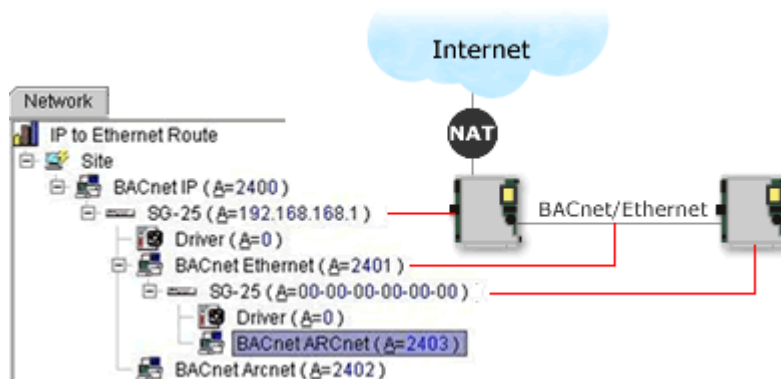 Internet
Network
NAT
IP to Ethernet Route
Site
BACnet IP (A=2400)
SG-25 (A=192.168.168.1)
BACnet/Ethernet
Driver (A=0)
BACnet Ethernet (A=2401)
SG-25 (A=00-00-00-00-00-00)
Driver (A=0)
BACnet ARCnet (A=2403)
BACnet Arcnet (A=2402)